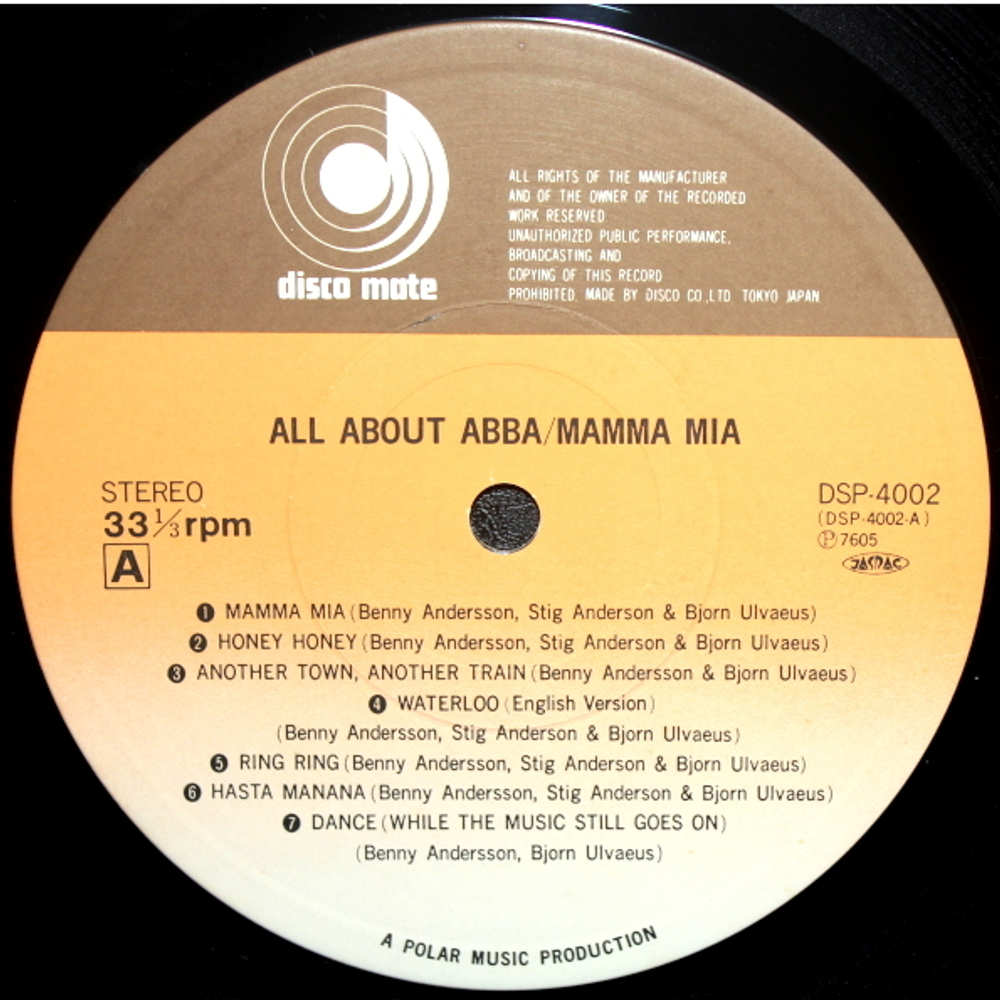 disco mate
ALL RIGHTS OF THE MANUFACTURER
AND OF THE OWNER OF THE RECORDED
WORK RESERVED.
UNAUTHORIZED PUBLIC PERFORMANCE,
BROADCASTING AND
COPYING OF THIS RECORD
PROHIBITED. MADE BY DISCO CO.,LTD TOKYO JAPAN
ALL ABOUT ABBA/MAMMA MIA
STEREO
33 1/3 rpm
A
DSP-4002
(DSP-4002-A)
Ⓟ7605
JASRAC
❶ MAMMA MIA (Benny Andersson, Stig Anderson & Bjorn Ulvaeus)
❷ HONEY HONEY (Benny Andersson, Stig Anderson & Bjorn Ulvaeus)
❸ ANOTHER TOWN, ANOTHER TRAIN (Benny Andersson & Bjorn Ulvaeus)
❹ WATERLOO (English Version)
(Benny Andersson, Stig Anderson & Bjorn Ulvaeus)
❺ RING RING (Benny Andersson, Stig Anderson & Bjorn Ulvaeus)
❻ HASTA MANANA (Benny Andersson, Stig Anderson & Bjorn Ulvaeus)
❼ DANCE (WHILE THE MUSIC STILL GOES ON)
(Benny Andersson, Bjorn Ulvaeus)
A POLAR MUSIC PRODUCTION